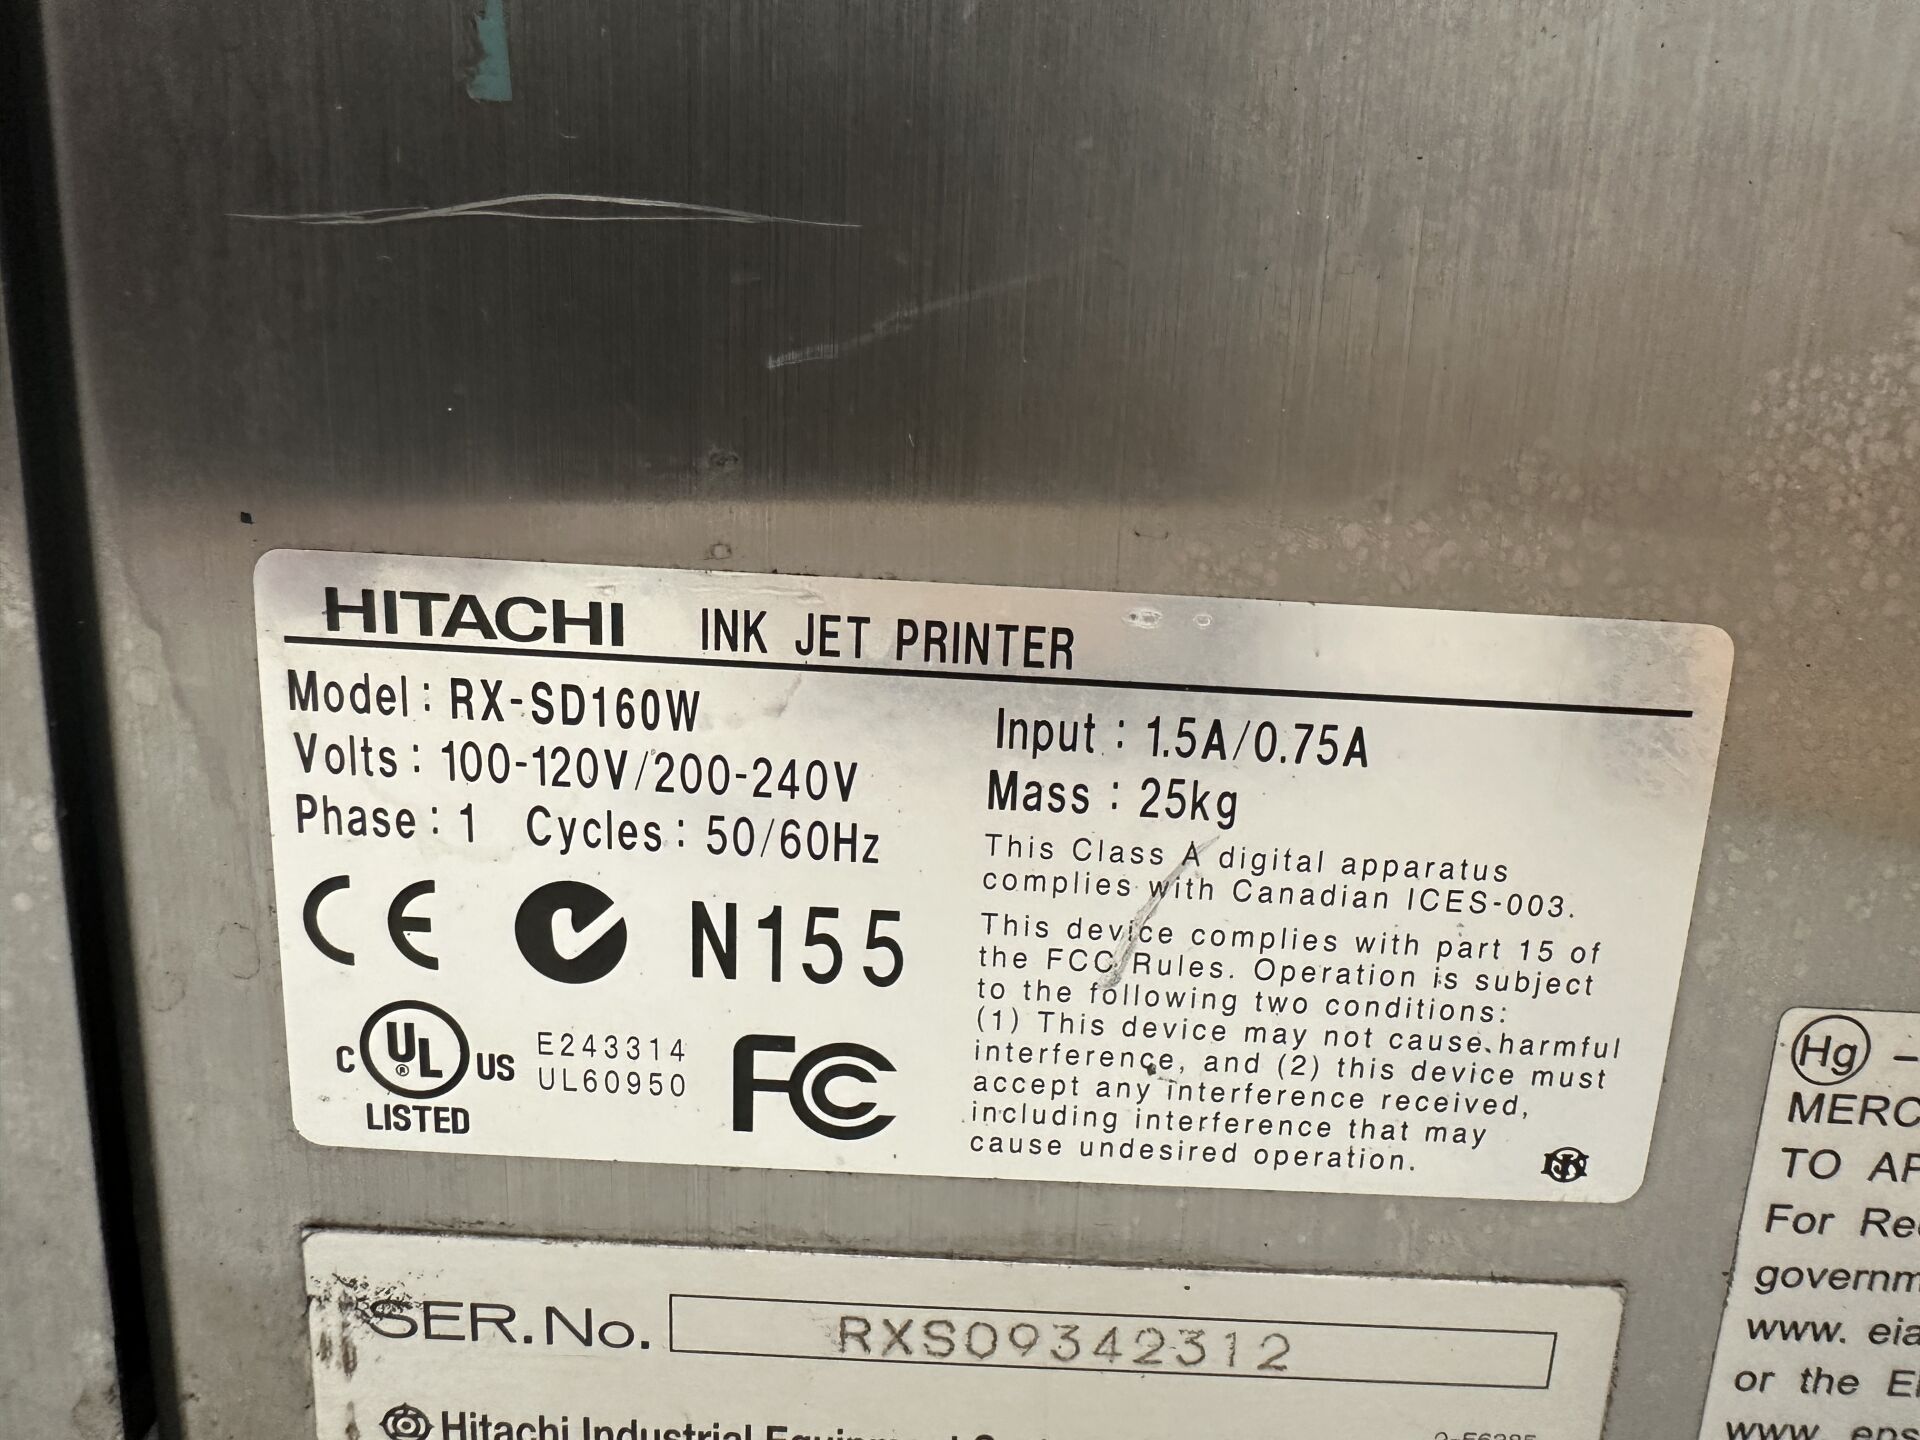 HITACHI INK JET PRINTER
Model : RX-SD160W
Volts : 100-120V/200-240V
Phase : 1 Cycles : 50/60Hz
Input : 1.5A/0.75A
Mass : 25kg
This Class A digital apparatus
complies with Canadian ICES-003.
This device complies with part 15 of
the FCC Rules. Operation is subject
to the following two conditions:
(1) This device may not cause harmful
interference, and (2) this device must
accept any interference received,
including interference that may
cause undesired operation.
CE N155
C UL® US
LISTED
E243314
UL60950
FC
NJK
SER.No. RXS09342312
Hitachi Industrial Equipment
Hg –
MERC
TO AP
For Re
governm
www. eia
or the E
www. eps